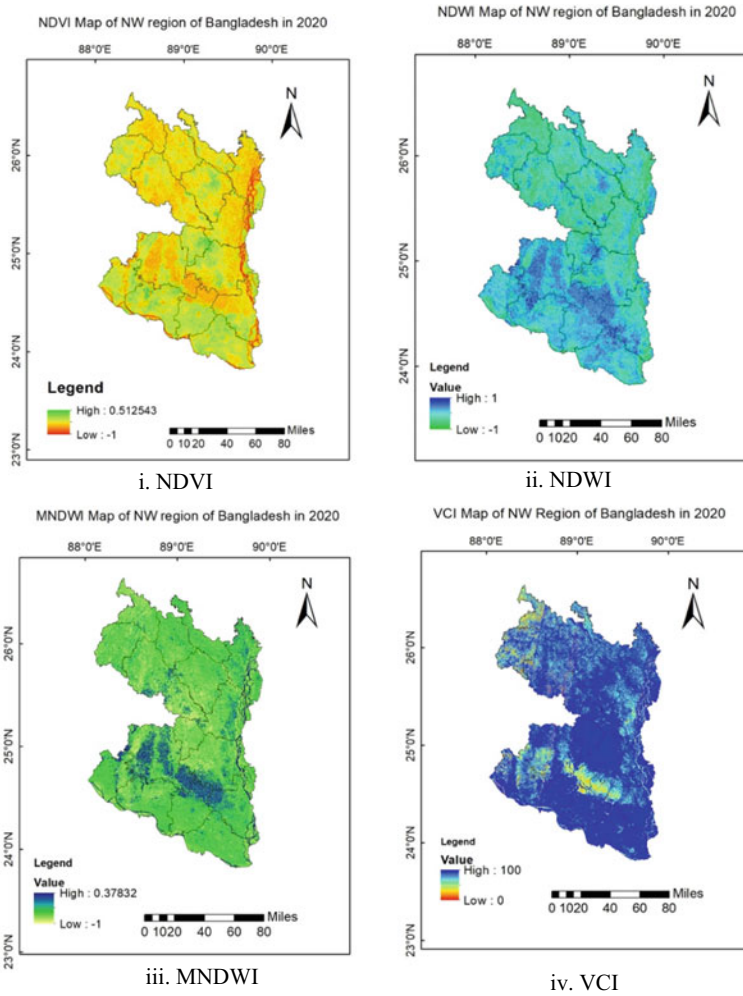 NDVI Map of NW region of Bangladesh in 2020
88°0'E 89°0'E 90°0'E
N
26°0'N
25°0'N
24°0'N
23°0'N
Legend
High : 0.512543
Low : -1
0 1020 40 60 80 Miles
i. NDVI
NDWI Map of NW region of Bangladesh in 2020
88°0'E 89°0'E 90°0'E
N
26°0'N
25°0'N
24°0'N
23°0'N
Legend
Value
High : 1
Low : -1
0 1020 40 60 80 Miles
ii. NDWI
MNDWI Map of NW region of Bangladesh in 2020
88°0'E 89°0'E 90°0'E
N
26°0'N
25°0'N
24°0'N
23°0'N
Legend
Value
High : 0.37832
Low : -1
0 1020 40 60 80 Miles
iii. MNDWI
VCI Map of NW Region of Bangladesh in 2020
88°0'E 89°0'E 90°0'E
N
26°0'N
25°0'N
24°0'N
23°0'N
Legend
Value
High : 100
Low : 0
0 1020 40 60 80 Miles
iv. VCI